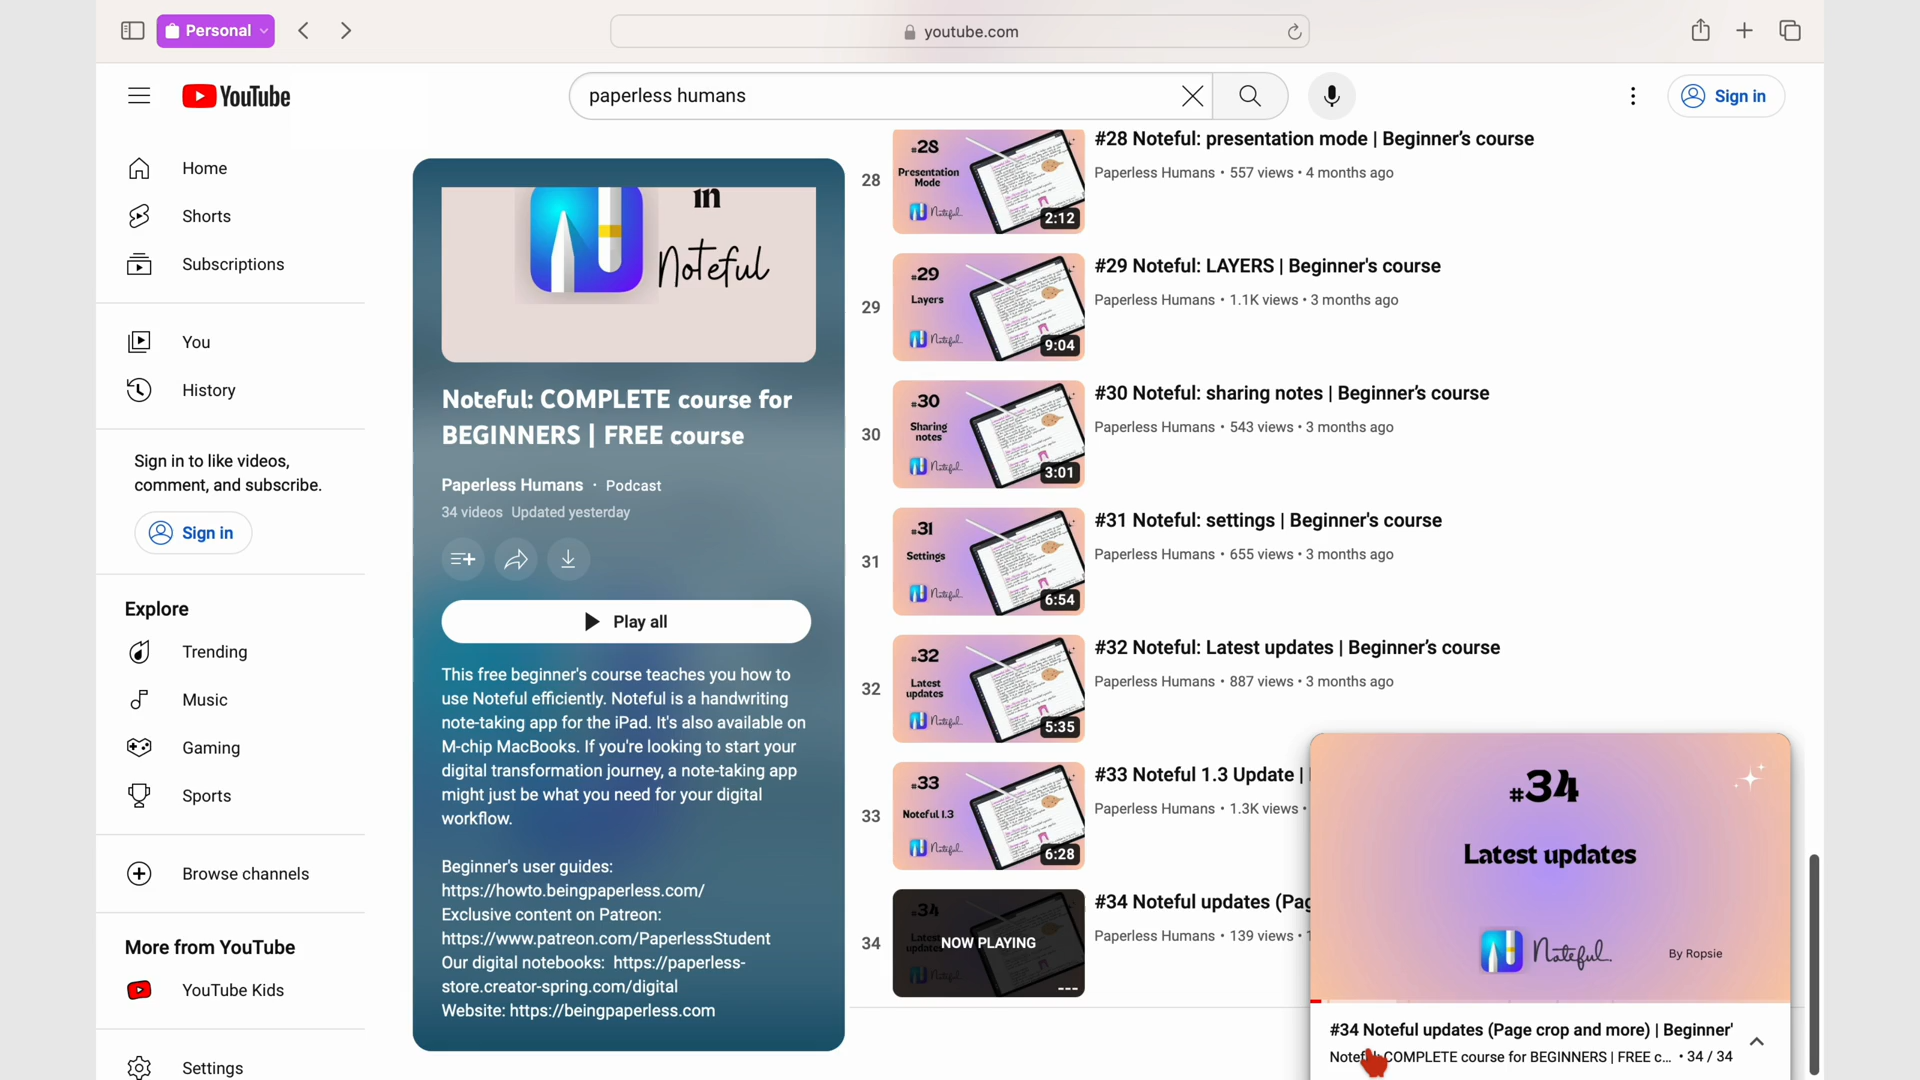 Personal
youtube.com
YouTube
paperless humans
Sign in
Home
Shorts
Subscriptions
You
History
Sign in to like videos,
comment, and subscribe.
Sign in
Explore
Trending
Music
Gaming
Sports
Browse channels
More from YouTube
YouTube Kids
Settings
in
Noteful
Noteful: COMPLETE course for
BEGINNERS | FREE course
Paperless Humans · Podcast
34 videos Updated yesterday
Play all
This free beginner's course teaches you how to
use Noteful efficiently. Noteful is a handwriting
note-taking app for the iPad. It's also available on
M-chip MacBooks. If you're looking to start your
digital transformation journey, a note-taking app
might just be what you need for your digital
workflow.
Beginner's user guides:
https://howto.beingpaperless.com/
Exclusive content on Patreon:
https://www.patreon.com/PaperlessStudent
Our digital notebooks: https://paperless-
store.creator-spring.com/digital
Website: https://beingpaperless.com
28
#28
Presentation
Mode
Noteful
2:12
#28 Noteful: presentation mode | Beginner’s course
Paperless Humans • 557 views • 4 months ago
29
#29
Layers
Noteful
9:04
#29 Noteful: LAYERS | Beginner's course
Paperless Humans • 1.1K views • 3 months ago
30
#30
Sharing
notes
Noteful
3:01
#30 Noteful: sharing notes | Beginner’s course
Paperless Humans • 543 views • 3 months ago
31
#31
Settings
Noteful
6:54
#31 Noteful: settings | Beginner's course
Paperless Humans • 655 views • 3 months ago
32
#32
Latest
updates
Noteful
5:35
#32 Noteful: Latest updates | Beginner’s course
Paperless Humans • 887 views • 3 months ago
33
#33
Noteful 1.3
Noteful
6:28
#33 Noteful 1.3 Update |
Paperless Humans • 1.3K views •
34
#34
Latest
updates
NOW PLAYING
Noteful
#34 Noteful updates (Pag
Paperless Humans • 139 views • 1
#34
Latest updates
Noteful.
By Ropsie
#34 Noteful updates (Page crop and more) | Beginner'
Noteful: COMPLETE course for BEGINNERS | FREE c... • 34 / 34